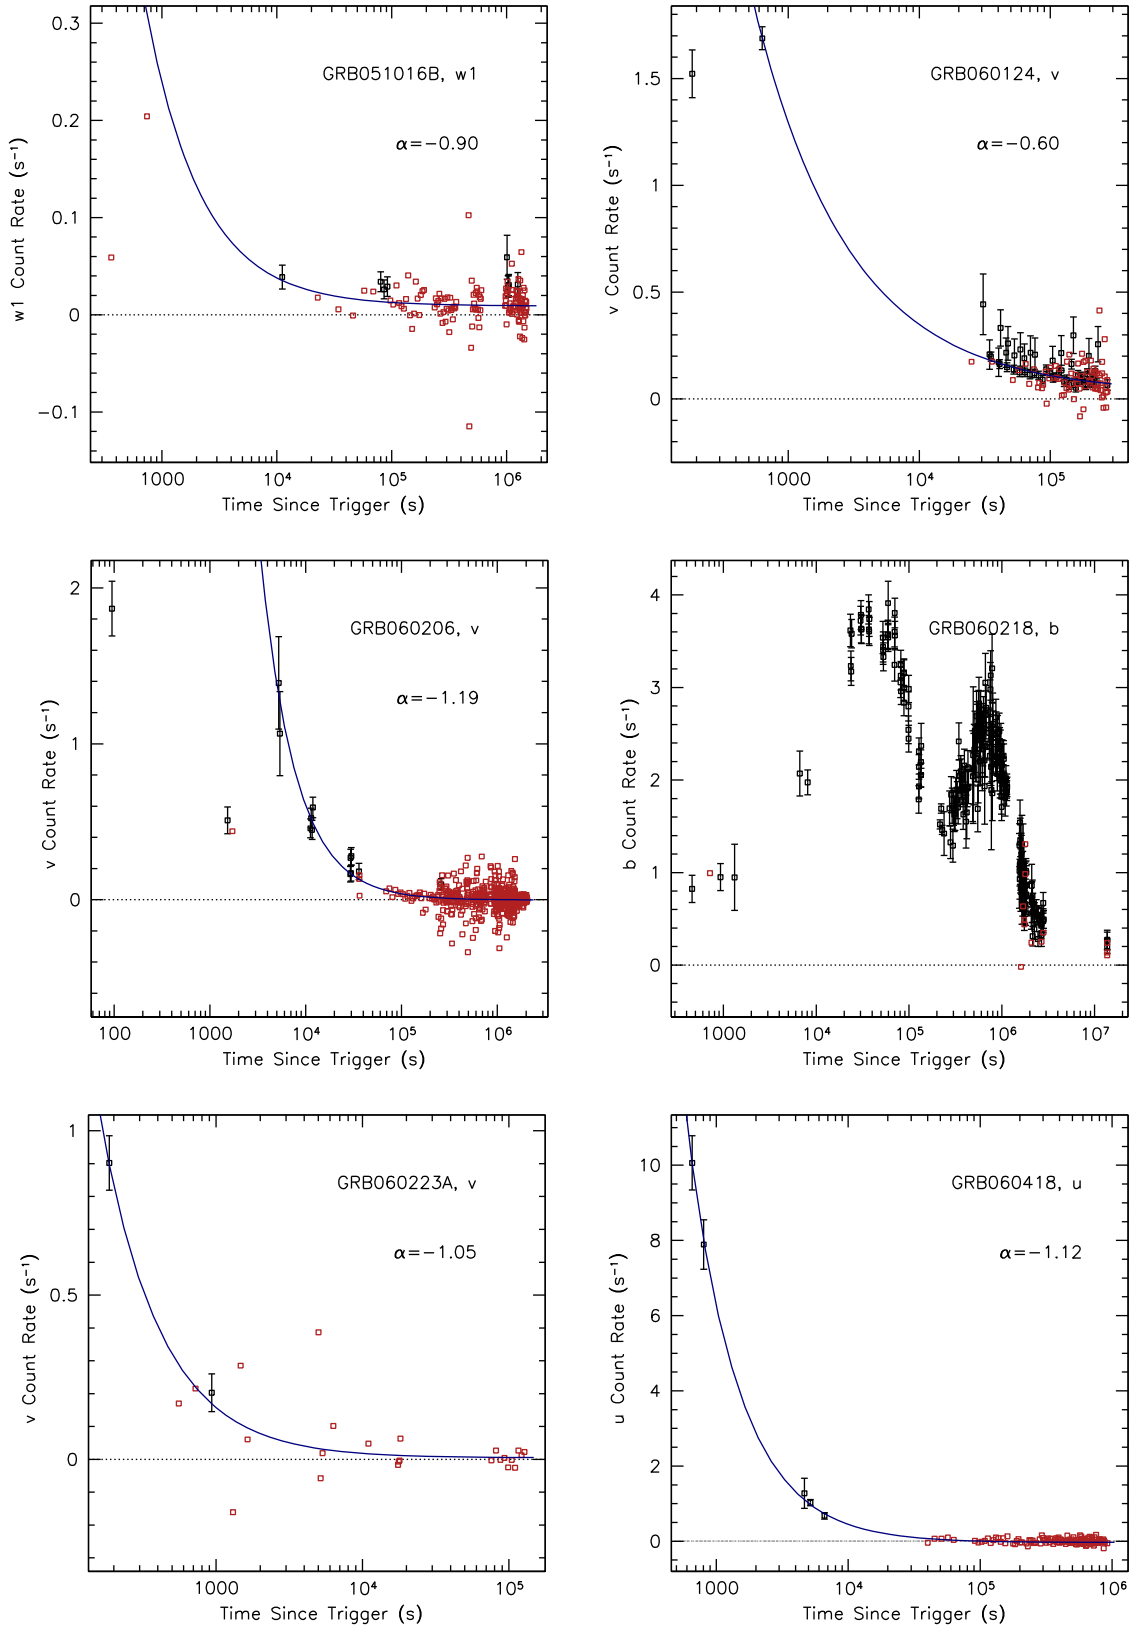 GRB051016B, w1
α=−0.90
w1 Count Rate (s⁻¹)
0.3
0.2
0.1
0
−0.1
1000
10⁴
10⁵
10⁶
Time Since Trigger (s)
GRB060124, v
α=−0.60
v Count Rate (s⁻¹)
1.5
1
0.5
0
1000
10⁴
10⁵
Time Since Trigger (s)
GRB060206, v
α=−1.19
v Count Rate (s⁻¹)
2
1
0
100
1000
10⁴
10⁵
10⁶
Time Since Trigger (s)
GRB060218, b
b Count Rate (s⁻¹)
4
3
2
1
0
1000
10⁴
10⁵
10⁶
10⁷
Time Since Trigger (s)
GRB060223A, v
α=−1.05
v Count Rate (s⁻¹)
1
0.5
0
1000
10⁴
10⁵
Time Since Trigger (s)
GRB060418, u
α=−1.12
u Count Rate (s⁻¹)
10
8
6
4
2
0
1000
10⁴
10⁵
10⁶
Time Since Trigger (s)